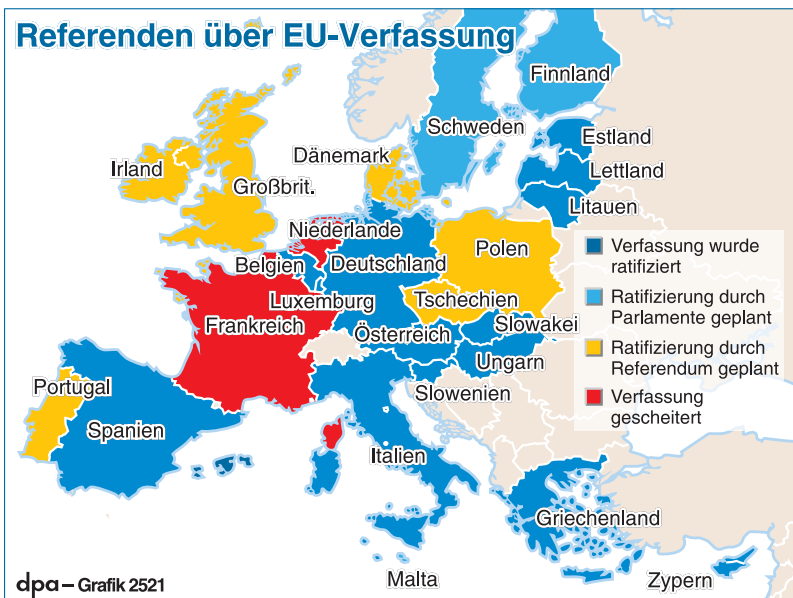 Referenden über EU-Verfassung
Finnland
Schweden
Estland
Dänemark
Irland
Lettland
Großbrit.
Litauen
Niederlande
Polen
Belgien
Deutschland
Luxemburg
Tschechien
Frankreich
Österreich
Slowakei
Ungarn
Portugal
Slowenien
Spanien
Italien
Griechenland
Malta
Zypern
Verfassung wurde
ratifiziert
Ratifizierung durch
Parlamente geplant
Ratifizierung durch
Referendum geplant
Verfassung
gescheitert
dpa–Grafik 2521